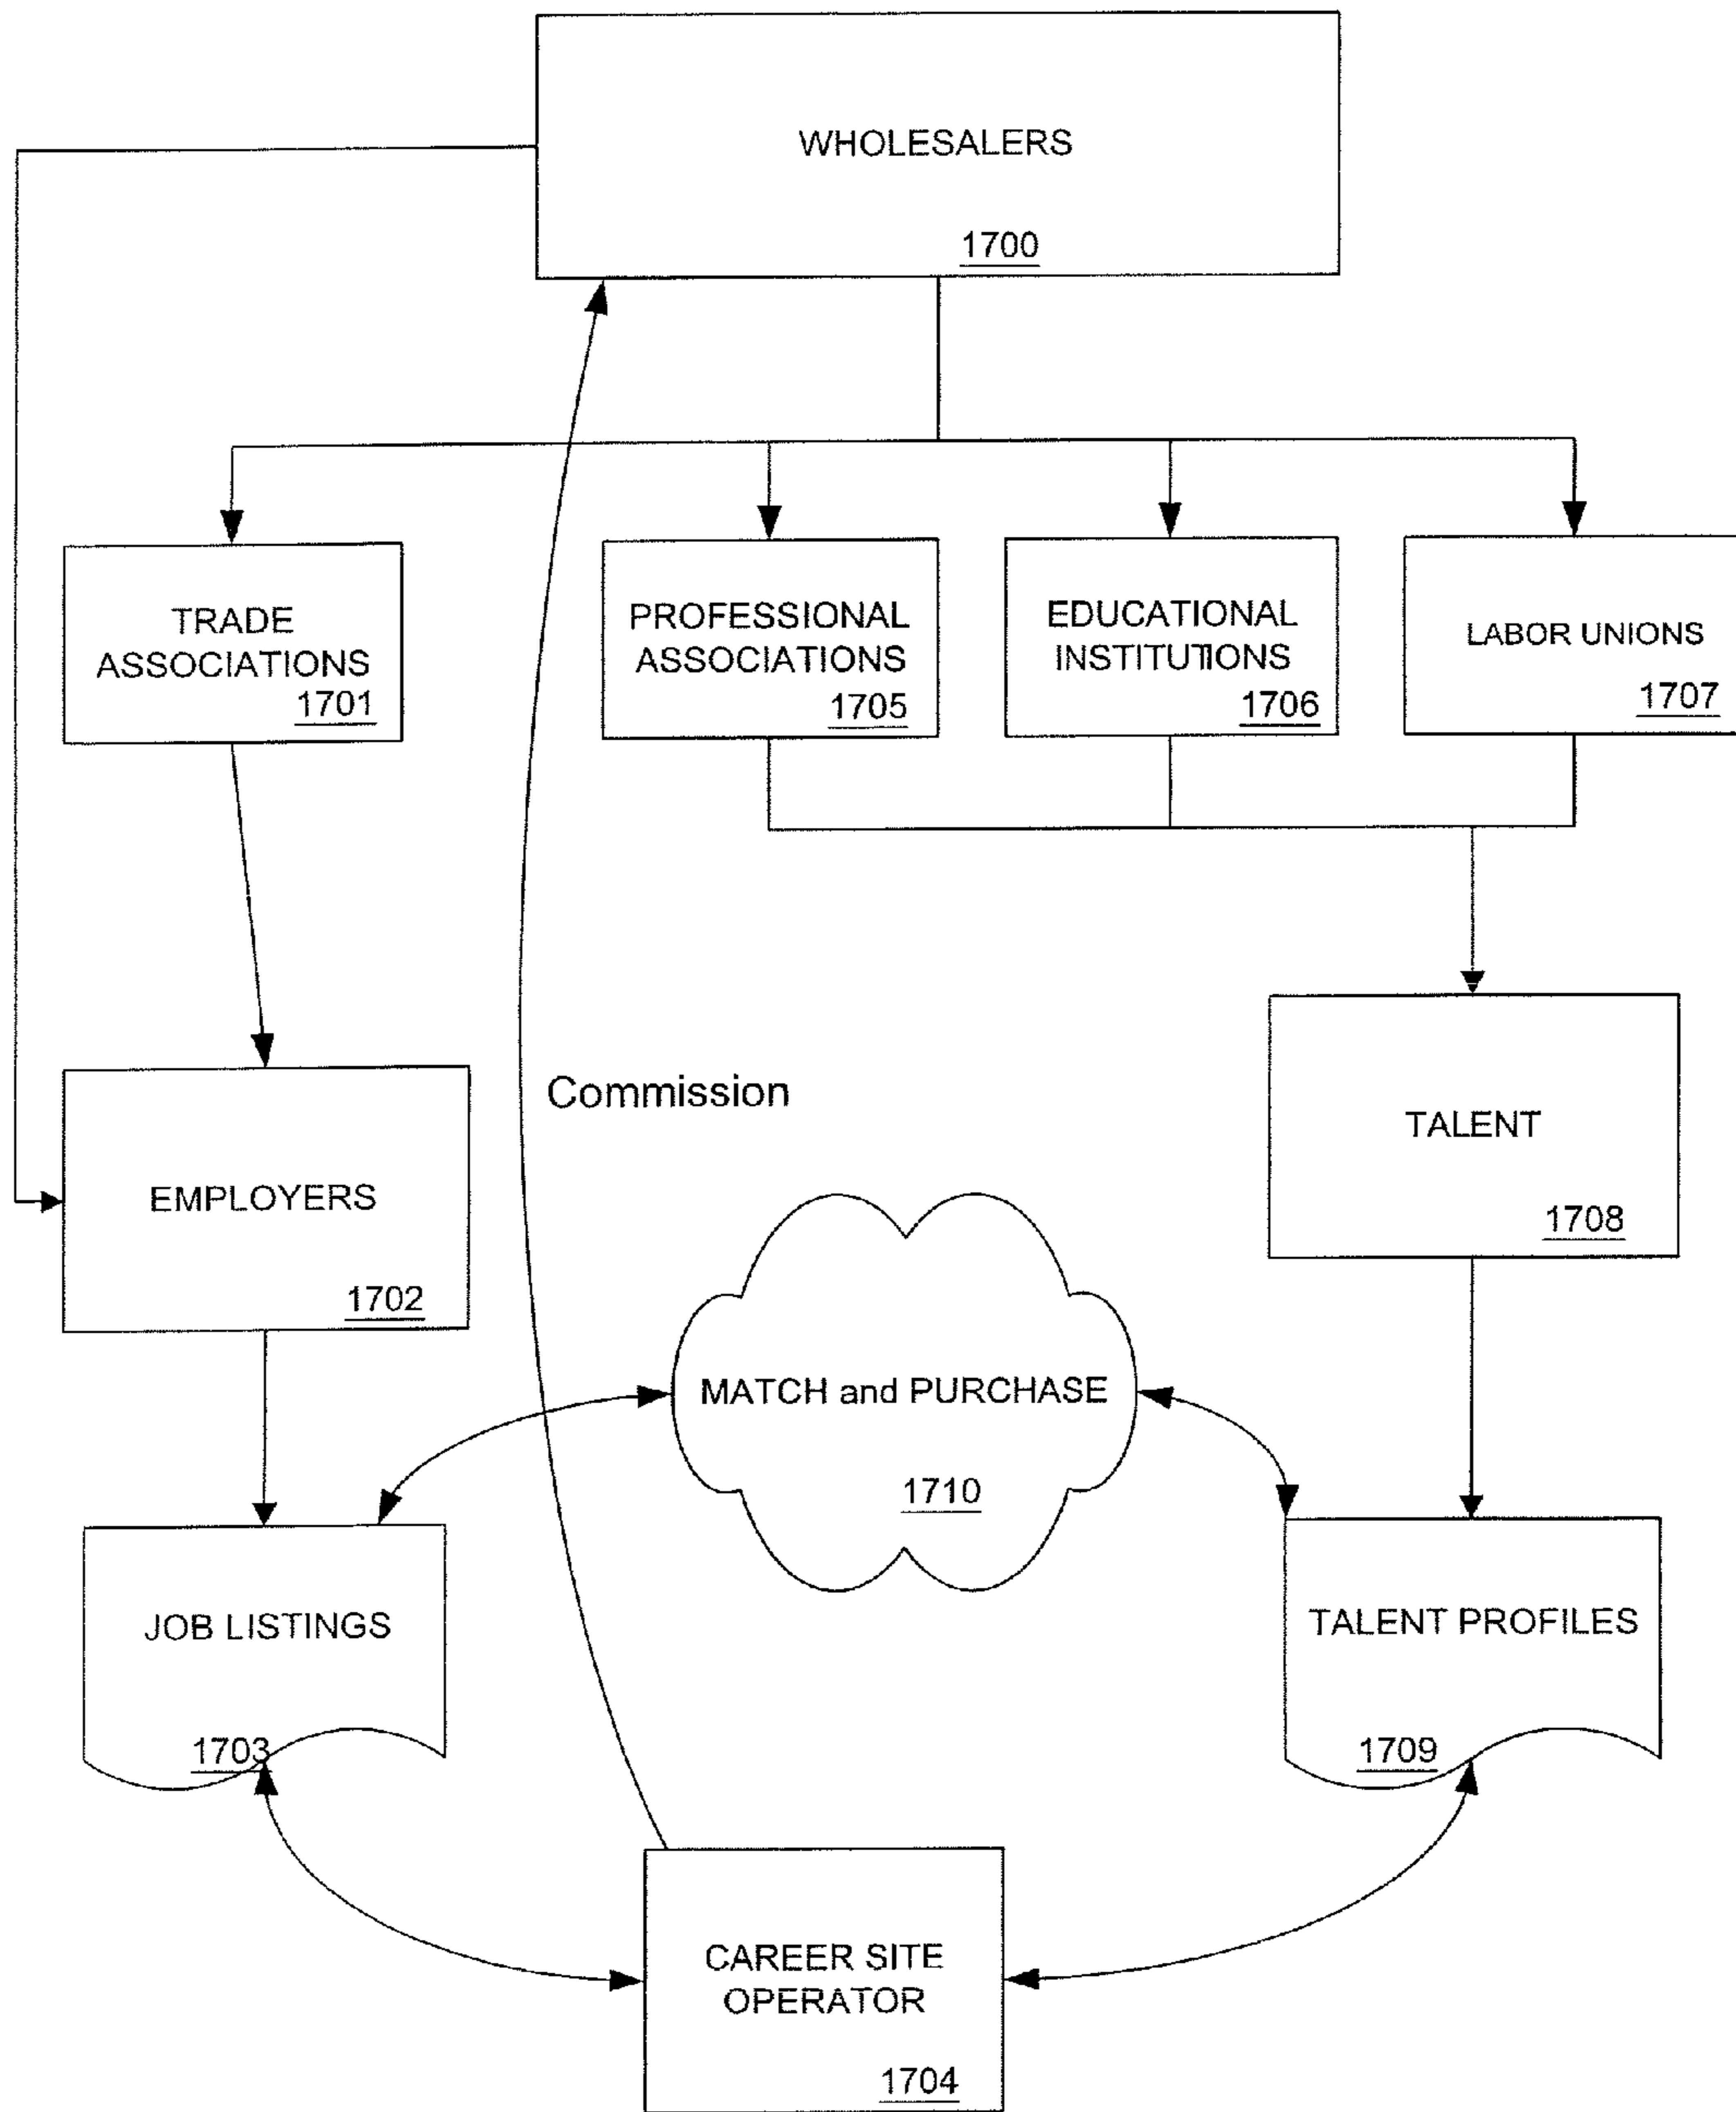 WHOLESALERS
1700
TRADE
ASSOCIATIONS
1701
PROFESSIONAL
ASSOCIATIONS
1705
EDUCATIONAL
INSTITUTIONS
1706
LABOR UNIONS
1707
Commission
EMPLOYERS
1702
TALENT
1708
MATCH and PURCHASE
1710
JOB LISTINGS
1703
TALENT PROFILES
1709
CAREER SITE
OPERATOR
1704